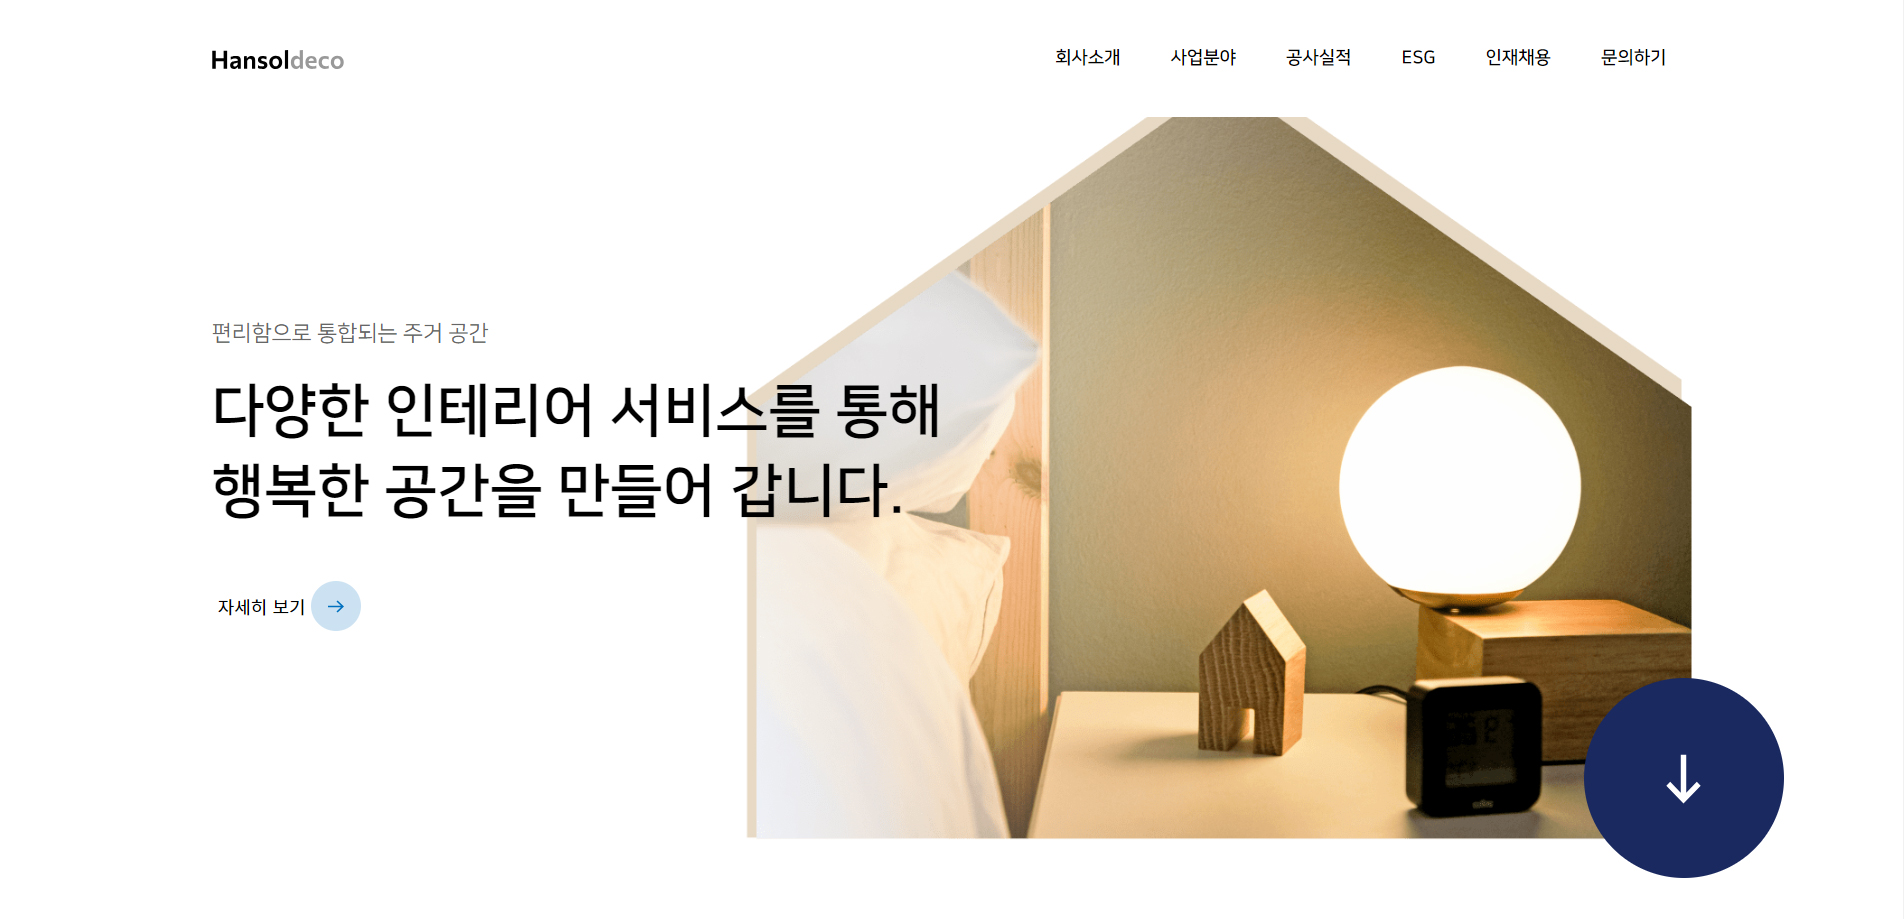 Hansoldeco
회사소개 사업분야 공사실적 ESG 인재채용 문의하기
편리함으로 통합되는 주거 공간
다양한 인테리어 서비스를 통해
행복한 공간을 만들어 갑니다.
자세히 보기